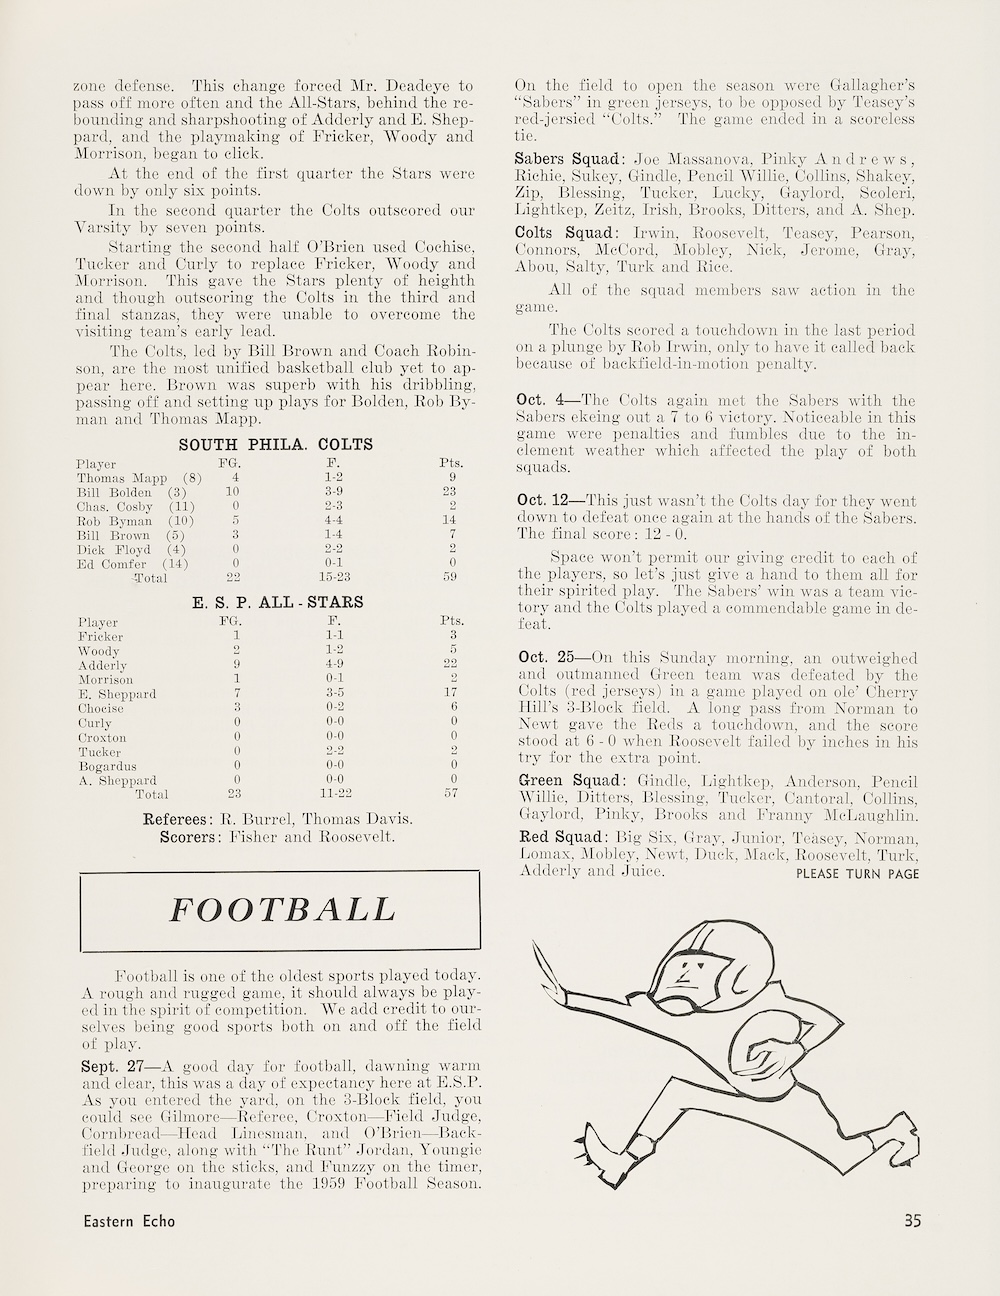 zone defense. This change forced Mr. Deadeye to
pass off more often and the All-Stars, behind the re-
bounding and sharpshooting of Adderly and E. Shep-
pard, and the playmaking of Fricker, Woody and
Morrison, began to click.
At the end of the first quarter the Stars were
down by only six points.
In the second quarter the Colts outscored our
Varsity by seven points.
Starting the second half O'Brien used Cochise,
Tucker and Curly to replace Fricker, Woody and
Morrison. This gave the Stars plenty of heighth
and though outscoring the Colts in the third and
final stanzas, they were unable to overcome the
visiting team's early lead.
The Colts, led by Bill Brown and Coach Robin-
son, are the most unified basketball club yet to ap-
pear here. Brown was superb with his dribbling,
passing off and setting up plays for Bolden, Rob By-
man and Thomas Mapp.
SOUTH PHILA. COLTS
Player FG. F. Pts.
Thomas Mapp (8) 4 1-2 9
Bill Bolden (3) 10 3-9 23
Chas. Cosby (11) 0 2-3 2
Rob Byman (10) 5 4-4 14
Bill Brown (5) 3 1-4 7
Dick Floyd (4) 0 2-2 2
Ed Comfer (14) 0 0-1 0
Total 22 15-23 59
E. S. P. ALL-STARS
Player FG. F. Pts.
Fricker 1 1-1 3
Woody 2 1-2 5
Adderly 9 4-9 22
Morrison 1 0-1 2
E. Sheppard 7 3-5 17
Chocise 3 0-2 6
Curly 0 0-0 0
Croxton 0 0-0 0
Tucker 0 2-2 2
Bogardus 0 0-0 0
A. Sheppard 0 0-0 0
Total 23 11-22 57
Referees: R. Burrel, Thomas Davis.
Scorers: Fisher and Roosevelt.
FOOTBALL
Football is one of the oldest sports played today.
A rough and rugged game, it should always be play-
ed in the spirit of competition. We add credit to our-
selves being good sports both on and off the field
of play.
Sept. 27—A good day for football, dawning warm
and clear, this was a day of expectancy here at E.S.P.
As you entered the yard, on the 3-Block field, you
could see Gilmore—Referee, Croxton—Field Judge,
Cornbread—Head Linesman, and O'Brien—Back-
field Judge, along with "The Runt" Jordan, Youngie
and George on the sticks, and Funzzy on the timer,
preparing to inaugurate the 1959 Football Season.
On the field to open the season were Gallagher's
"Sabers" in green jerseys, to be opposed by Teasey's
red-jersied "Colts." The game ended in a scoreless
tie.
Sabers Squad: Joe Massanova, Pinky Andrews,
Richie, Sukey, Gindle, Pencil Willie, Collins, Shakey,
Zip, Blessing, Tucker, Lucky, Gaylord, Scoleri,
Lightkep, Zeitz, Irish, Brooks, Ditters, and A. Shep.
Colts Squad: Irwin, Roosevelt, Teasey, Pearson,
Connors, McCord, Mobley, Nick, Jerome, Gray,
Abou, Salty, Turk and Rice.
All of the squad members saw action in the
game.
The Colts scored a touchdown in the last period
on a plunge by Rob Irwin, only to have it called back
because of backfield-in-motion penalty.
Oct. 4—The Colts again met the Sabers with the
Sabers ekeing out a 7 to 6 victory. Noticeable in this
game were penalties and fumbles due to the in-
clement weather which affected the play of both
squads.
Oct. 12—This just wasn't the Colts day for they went
down to defeat once again at the hands of the Sabers.
The final score: 12 - 0.
Space won't permit our giving credit to each of
the players, so let's just give a hand to them all for
their spirited play. The Sabers' win was a team vic-
tory and the Colts played a commendable game in de-
feat.
Oct. 25—On this Sunday morning, an outweighed
and outmanned Green team was defeated by the
Colts (red jerseys) in a game played on ole' Cherry
Hill's 3-Block field. A long pass from Norman to
Newt gave the Reds a touchdown, and the score
stood at 6 - 0 when Roosevelt failed by inches in his
try for the extra point.
Green Squad: Gindle, Lightkep, Anderson, Pencil
Willie, Ditters, Blessing, Tucker, Cantoral, Collins,
Gaylord, Pinky, Brooks and Franny McLaughlin.
Red Squad: Big Six, Gray, Junior, Teasey, Norman,
Lomax, Mobley, Newt, Duck, Mack, Roosevelt, Turk,
Adderly and Juice. PLEASE TURN PAGE
Eastern Echo 35